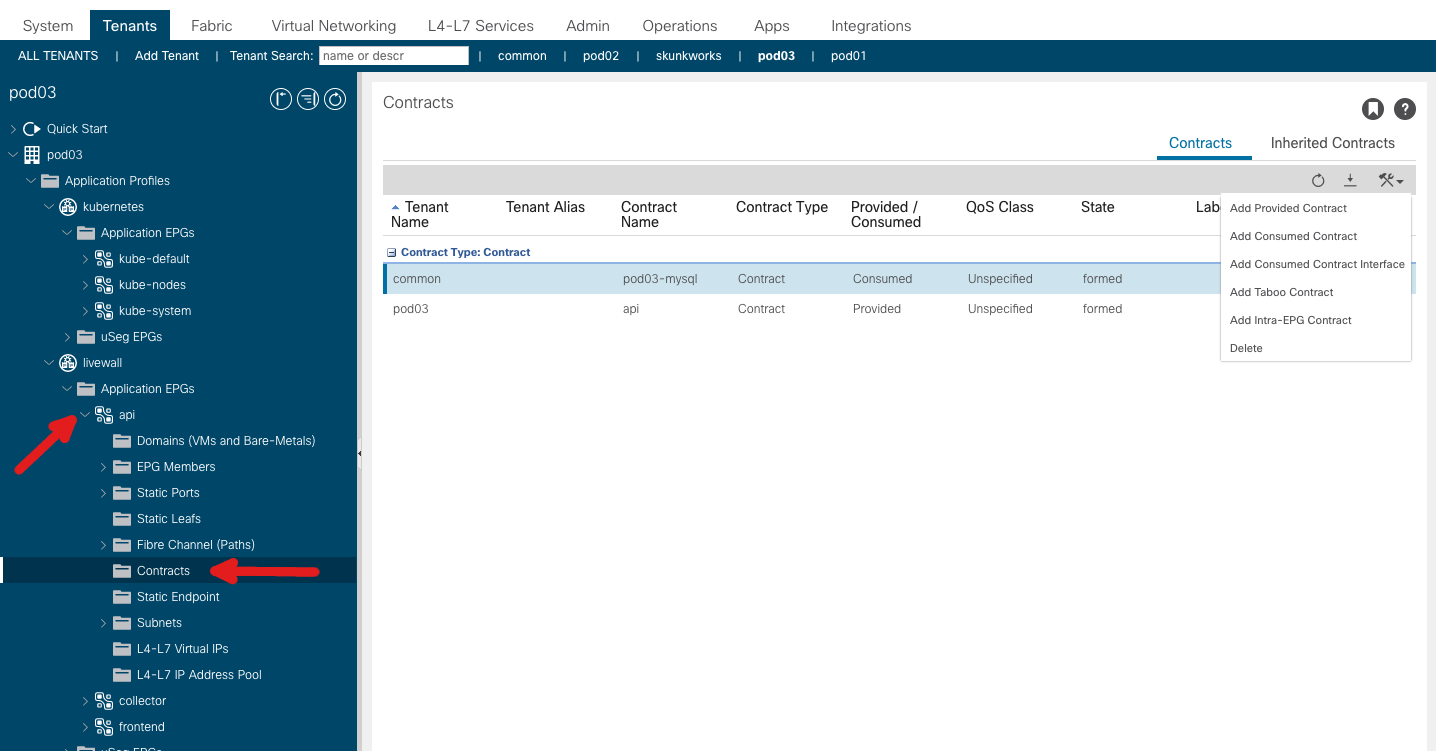 System Tenants Fabric Virtual Networking L4-L7 Services Admin Operations Apps Integrations
ALL TENANTS | Add Tenant | Tenant Search: name or descr | common | pod02 | skunkworks | pod03 | pod01
pod03
Quick Start
pod03
Application Profiles
kubernetes
Application EPGs
kube-default
kube-nodes
kube-system
uSeg EPGs
livewall
Application EPGs
api
Domains (VMs and Bare-Metals)
EPG Members
Static Ports
Static Leafs
Fibre Channel (Paths)
Contracts
Static Endpoint
Subnets
L4-L7 Virtual IPs
L4-L7 IP Address Pool
collector
frontend
uSeg EPGs
Contracts
?
Contracts Inherited Contracts
Tenant Name Tenant Alias Contract Name Contract Type Provided / Consumed QoS Class State
Contract Type: Contract
common pod03-mysql Contract Consumed Unspecified formed
pod03 api Contract Provided Unspecified formed
Add Provided Contract
Add Consumed Contract
Add Consumed Contract Interface
Add Taboo Contract
Add Intra-EPG Contract
Delete